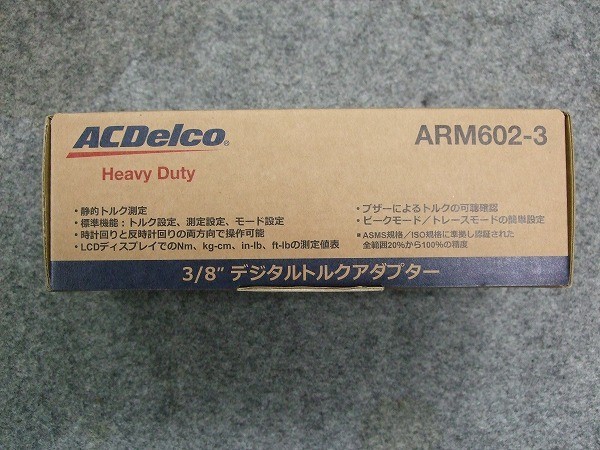 ACDelco®
ARM602-3
Heavy Duty
・静的トルク測定
・標準機能：トルク設定、測定設定、モード設定
・時計回りと反時計回りの両方向で操作可能
・LCDディスプレイでのNm、kg-cm、in-lb、ft-lbの測定値表
・ブザーによるトルクの可聴確認
・ピークモード／トレースモードの簡単設定
■ASMS規格／ISO規格に準拠し認証された
全範囲20%から100%の精度
3/8" デジタルトルクアダプター